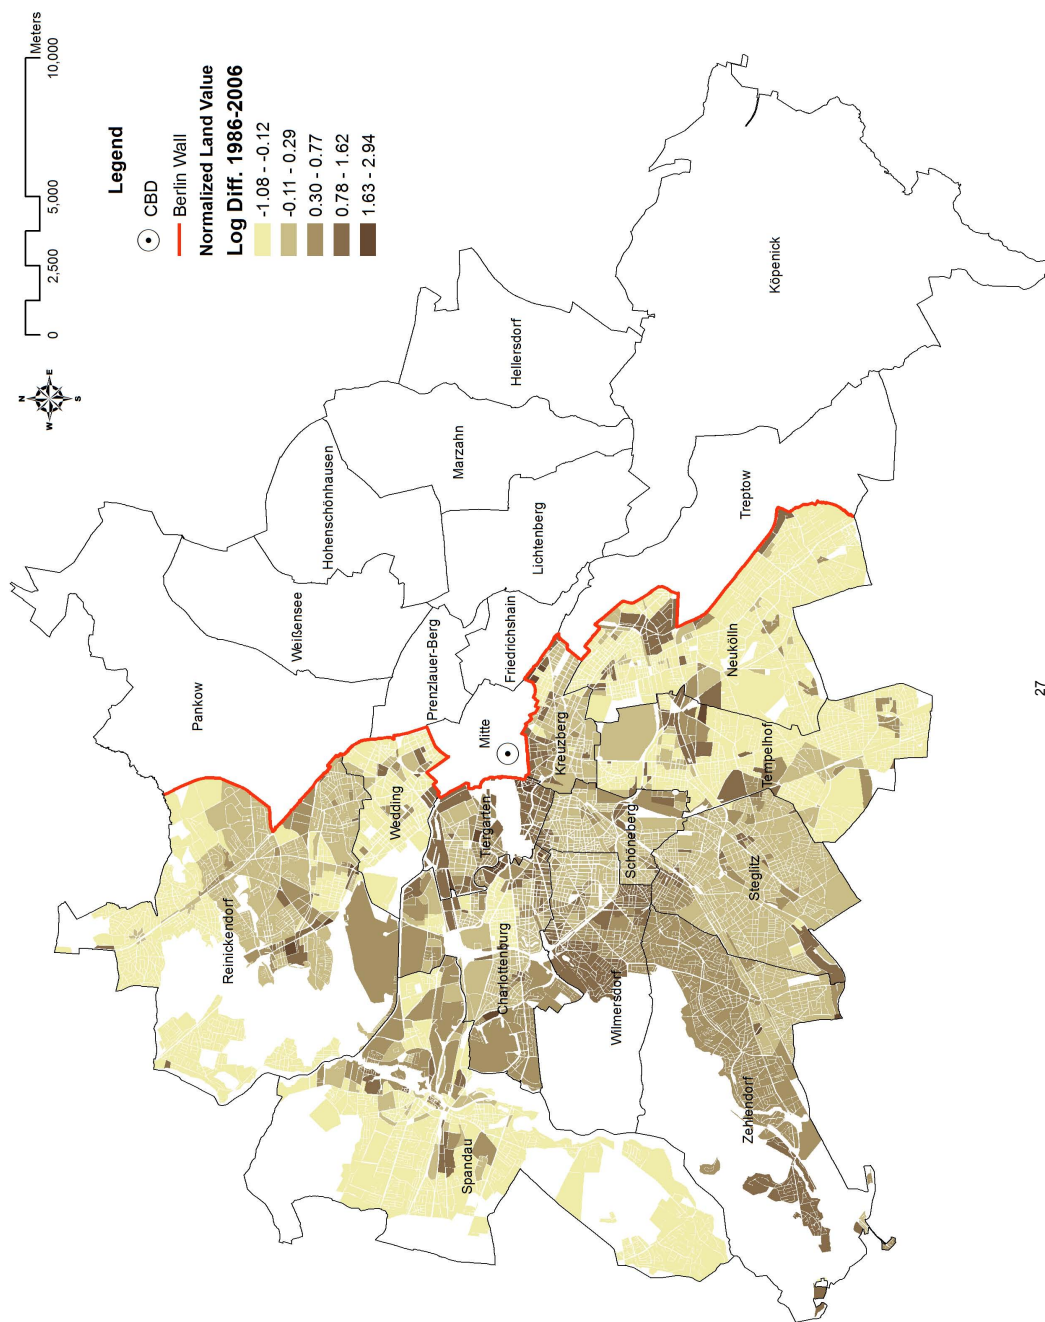 Meters
0 2,500 5,000 10,000
N
W E
S
Legend
CBD
Berlin Wall
Normalized Land Value
Log Diff. 1986-2006
-1.08 - -0.12
-0.11 - 0.29
0.30 - 0.77
0.78 - 1.62
1.63 - 2.94
Pankow
Reinickendorf
Weißensee
Hohenschönhausen
Wedding
Prenzlauer-Berg
Marzahn
Hellersdorf
Spandau
Charlottenburg
Tiergarten
Mitte
Friedrichshain
Lichtenberg
Kreuzberg
Wilmersdorf
Schöneberg
Neukölln
Treptow
Köpenick
Zehlendorf
Steglitz
Tempelhof
27